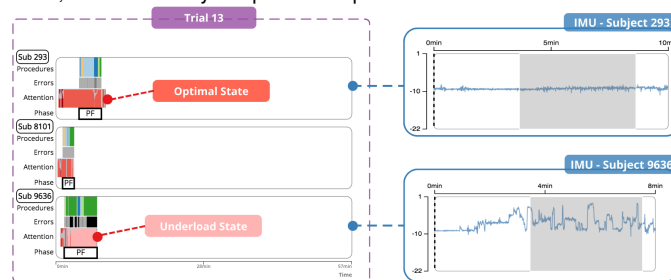 Trial 13
Sub 293
Procedures
Errors
Attention
Phase
PF
Optimal State
Sub 8101
Procedures
Errors
Attention
Phase
PF
Sub 9636
Procedures
Errors
Attention
Phase
PF
Underload State
0min
28min
57min
Time
IMU - Subject 293
0min
5min
10m
1
-10
-22
IMU - Subject 9636
0min
4min
8min
1
-10
-22